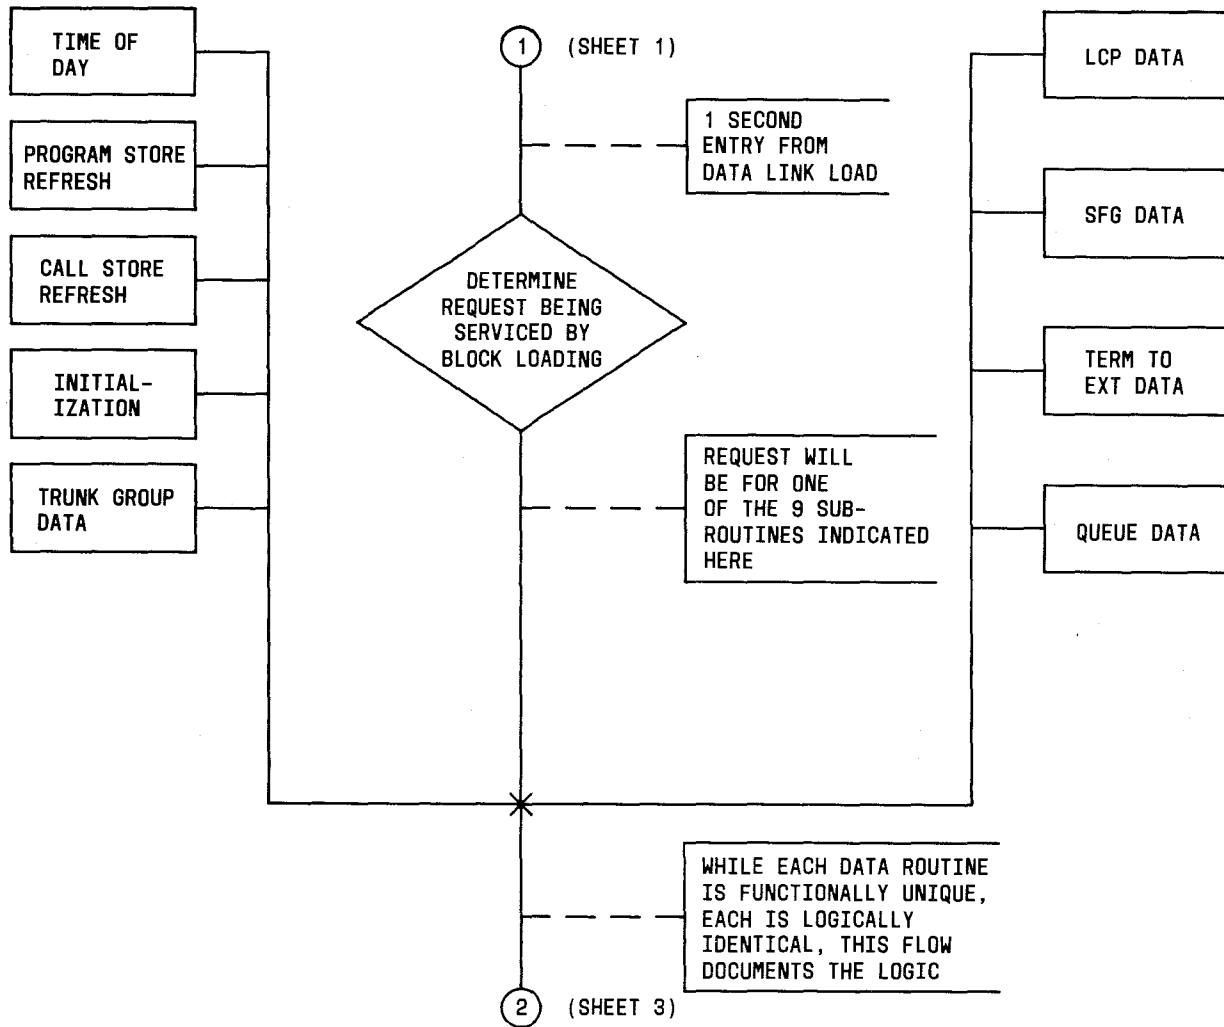 TIME OF
DAY
PROGRAM STORE
REFRESH
CALL STORE
REFRESH
INITIAL-
IZATION
TRUNK GROUP
DATA
1 (SHEET 1)
1 SECOND
ENTRY FROM
DATA LINK LOAD
DETERMINE
REQUEST BEING
SERVICED BY
BLOCK LOADING
REQUEST WILL
BE FOR ONE
OF THE 9 SUB-
ROUTINES INDICATED
HERE
LCP DATA
SFG DATA
TERM TO
EXT DATA
QUEUE DATA
WHILE EACH DATA ROUTINE
IS FUNCTIONALLY UNIQUE,
EACH IS LOGICALLY
IDENTICAL, THIS FLOW
DOCUMENTS THE LOGIC
2 (SHEET 3)